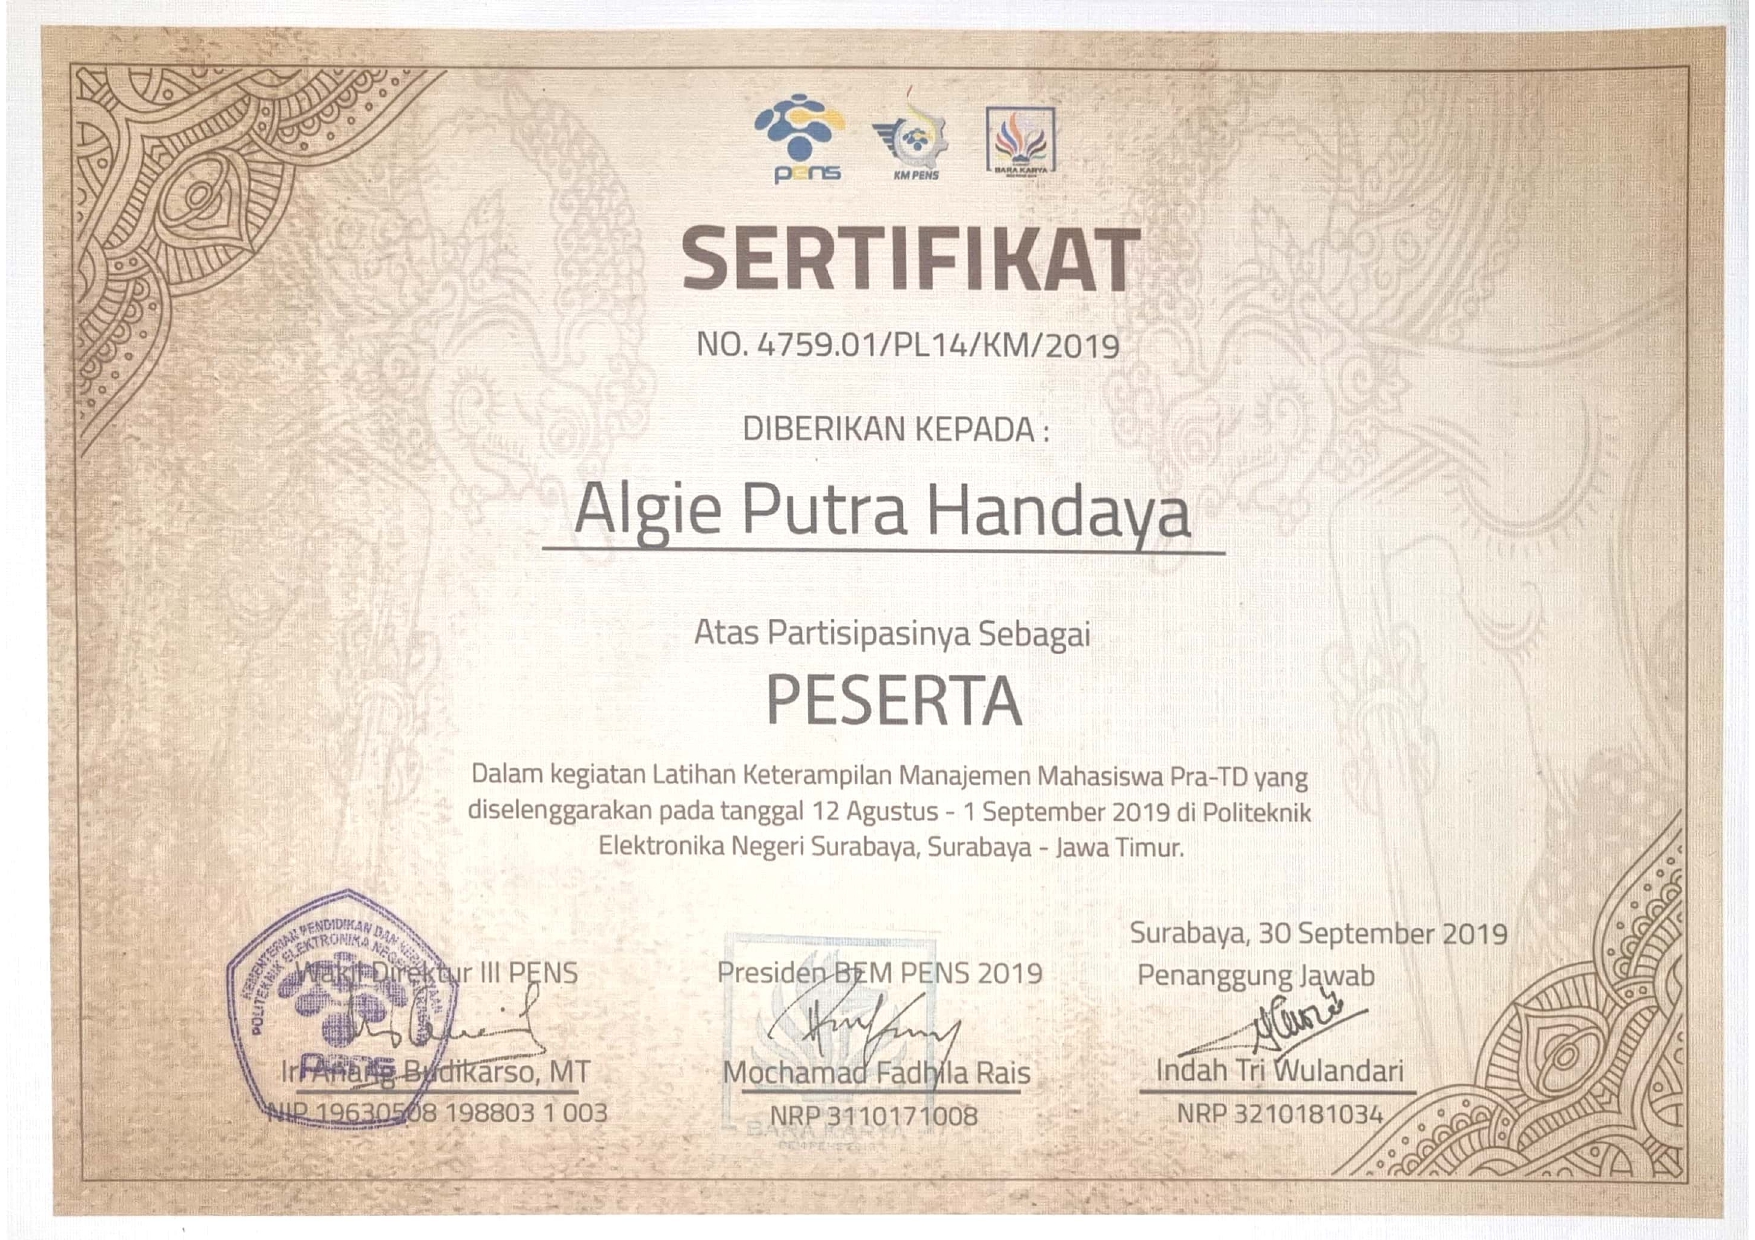 pens
KM PENS
BARA KARYA
SERTIFIKAT
NO. 4759.01/PL14/KM/2019
DIBERIKAN KEPADA :
Algie Putra Handaya
Atas Partisipasinya Sebagai
PESERTA
Dalam kegiatan Latihan Keterampilan Manajemen Mahasiswa Pra-TD yang
diselenggarakan pada tanggal 12 Agustus - 1 September 2019 di Politeknik
Elektronika Negeri Surabaya, Surabaya - Jawa Timur.
Surabaya, 30 September 2019
Wakil Direktur III PENS
Presiden BEM PENS 2019
Penanggung Jawab
KEMENTERIAN PENDIDIKAN DAN
POLITEKNIK ELEKTRONIKA NEGERI
pens
Ir. Anang Budikarso, MT
Mochamad Fadhila Rais
Indah Tri Wulandari
NIP 19630508 198803 1 003
NRP 3110171008
NRP 3210181034
BARA KARYA